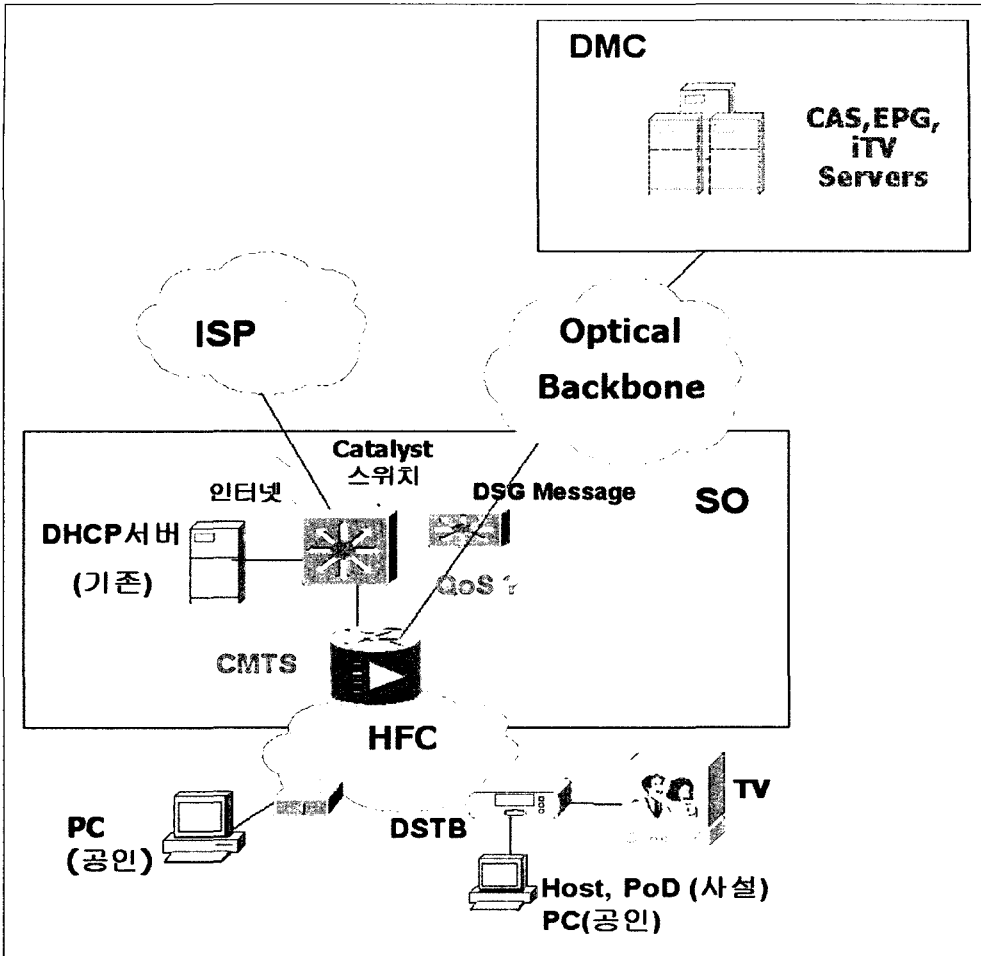 DMC
CAS,EPG,
iTV
Servers
ISP
Optical
Backbone
Catalyst
스위치
인터넷
DSG Message
SO
DHCP서버
(기존)
QoS ?
CMTS
HFC
TV
PC
(공인)
DSTB
Host, PoD (사설)
PC(공인)